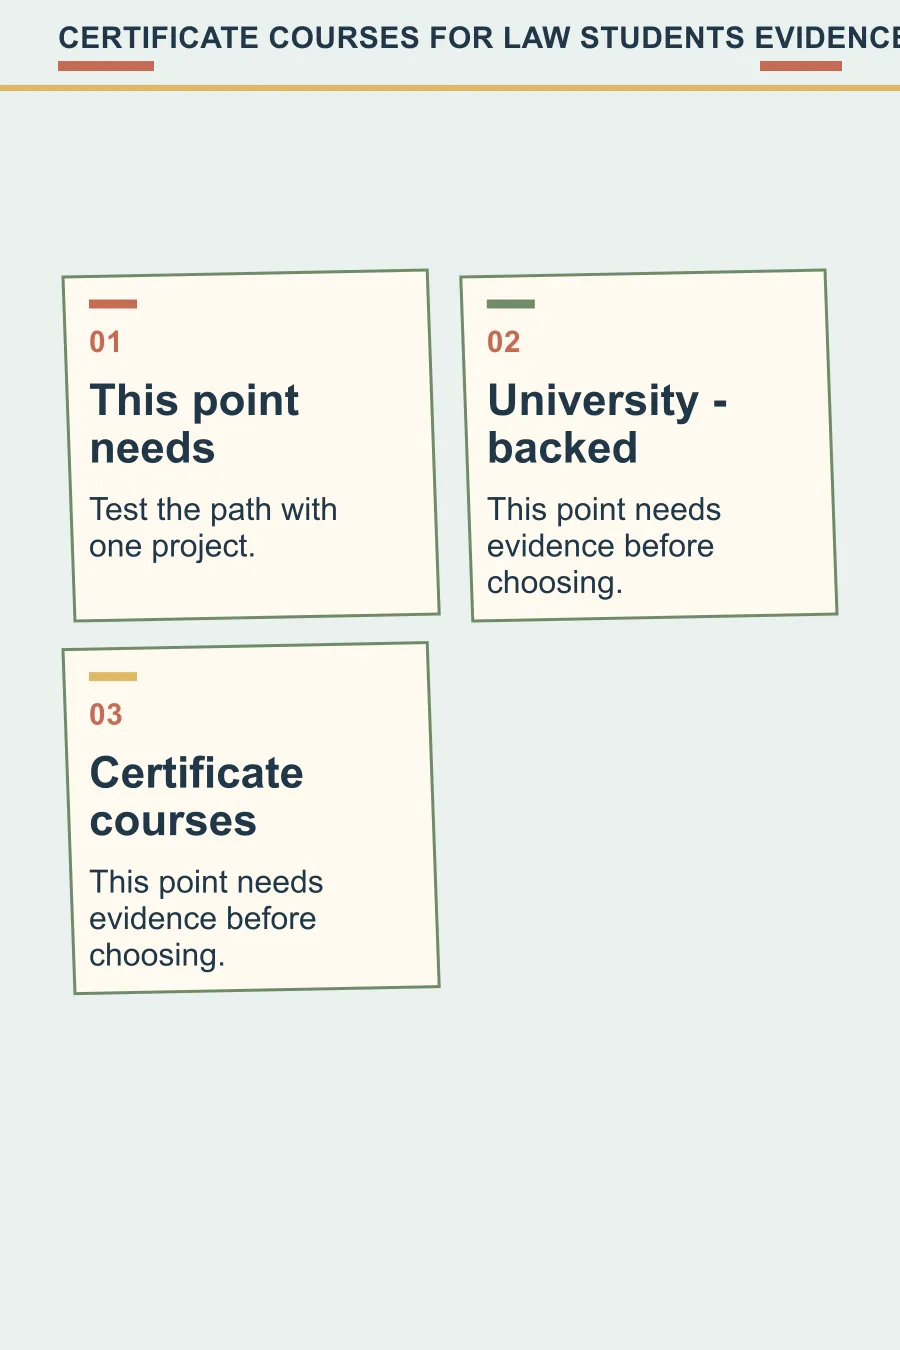 CERTIFICATE COURSES FOR LAW STUDENTS EVIDENCE
01
This point
needs
Test the path with
one project.
02
University -
backed
This point needs
evidence before
choosing.
03
Certificate
courses
This point needs
evidence before
choosing.